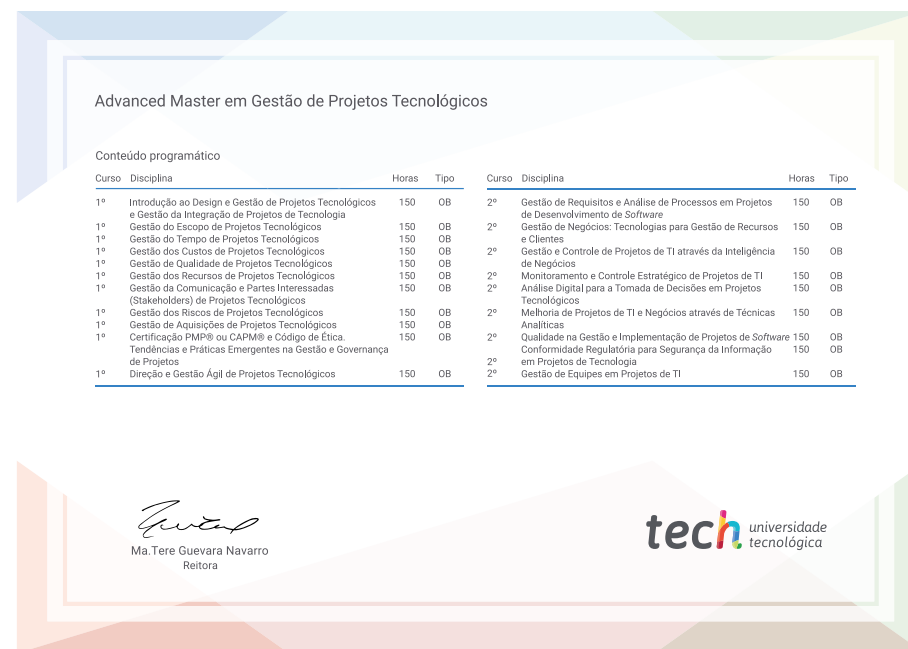 Advanced Master em Gestão de Projetos Tecnológicos
Conteúdo programático
Curso Disciplina Horas Tipo
1º Introdução ao Design e Gestão de Projetos Tecnológicos 150 OB
e Gestão da Integração de Projetos de Tecnologia
1º Gestão do Escopo de Projetos Tecnológicos 150 OB
1º Gestão do Tempo de Projetos Tecnológicos 150 OB
1º Gestão dos Custos de Projetos Tecnológicos 150 OB
1º Gestão de Qualidade de Projetos Tecnológicos 150 OB
1º Gestão dos Recursos de Projetos Tecnológicos 150 OB
1º Gestão da Comunicação e Partes Interessadas 150 OB
(Stakeholders) de Projetos Tecnológicos
1º Gestão dos Riscos de Projetos Tecnológicos 150 OB
1º Gestão de Aquisições de Projetos Tecnológicos 150 OB
1º Certificação PMP® ou CAPM® e Código de Ética. 150 OB
Tendências e Práticas Emergentes na Gestão e Governança
de Projetos
1º Direção e Gestão Ágil de Projetos Tecnológicos 150 OB
Curso Disciplina Horas Tipo
2º Gestão de Requisitos e Análise de Processos em Projetos 150 OB
de Desenvolvimento de Software
2º Gestão de Negócios: Tecnologias para Gestão de Recursos 150 OB
e Clientes
2º Gestão e Controle de Projetos de TI através da Inteligência 150 OB
de Negócios
2º Monitoramento e Controle Estratégico de Projetos de TI 150 OB
2º Análise Digital para a Tomada de Decisões em Projetos 150 OB
Tecnológicos
2º Melhoria de Projetos de TI e Negócios através de Técnicas 150 OB
Analíticas
2º Qualidade na Gestão e Implementação de Projetos de Software 150 OB
Conformidade Regulatória para Segurança da Informação 150 OB
2º em Projetos de Tecnologia
2º Gestão de Equipes em Projetos de TI 150 OB
Ma.Tere Guevara Navarro
Reitora
tech universidade
tecnológica